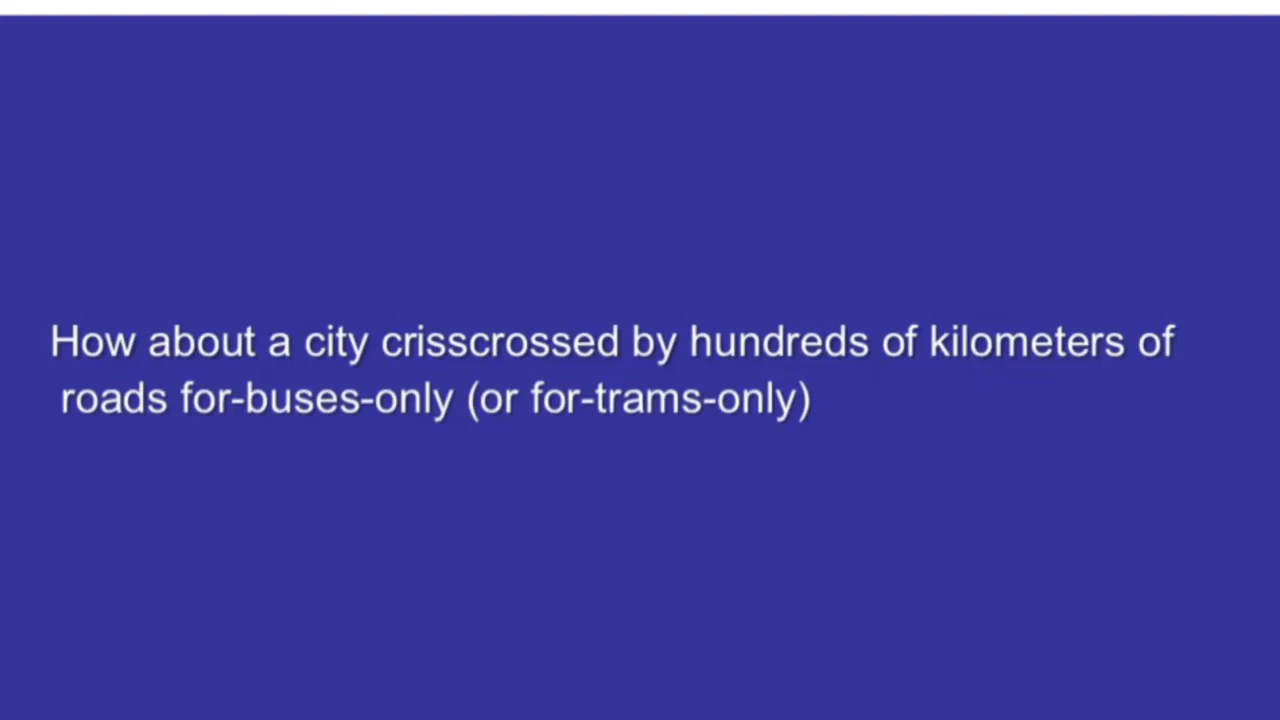 How about a city crisscrossed by hundreds of kilometers of
roads for-buses-only (or for-trams-only)